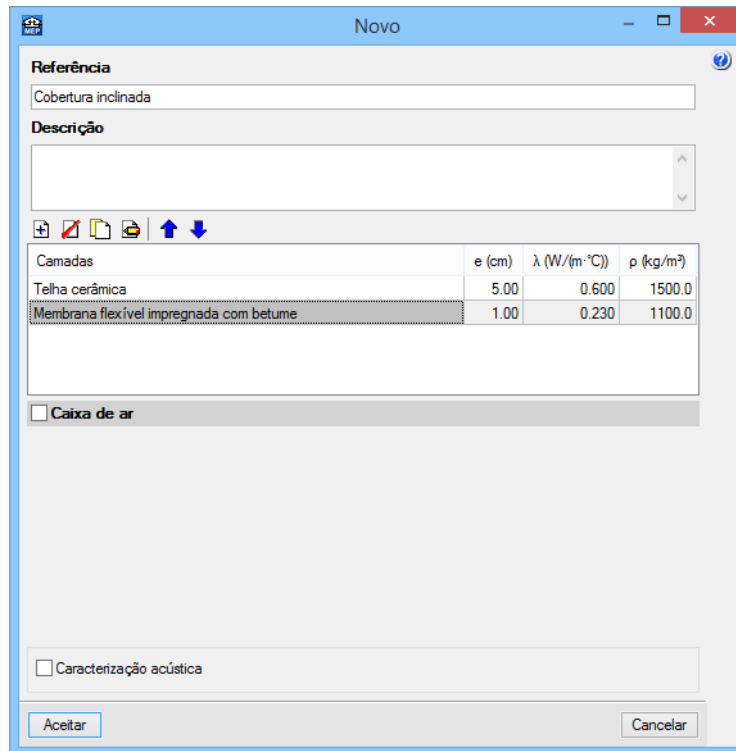 MEP
Novo
Referência
Cobertura inclinada
Descrição
Camadas e (cm) λ (W/(m·°C)) ρ (kg/m³)
Telha cerâmica 5.00 0.600 1500.0
Membrana flexível impregnada com betume 1.00 0.230 1100.0
Caixa de ar
Caracterização acústica
Aceitar Cancelar